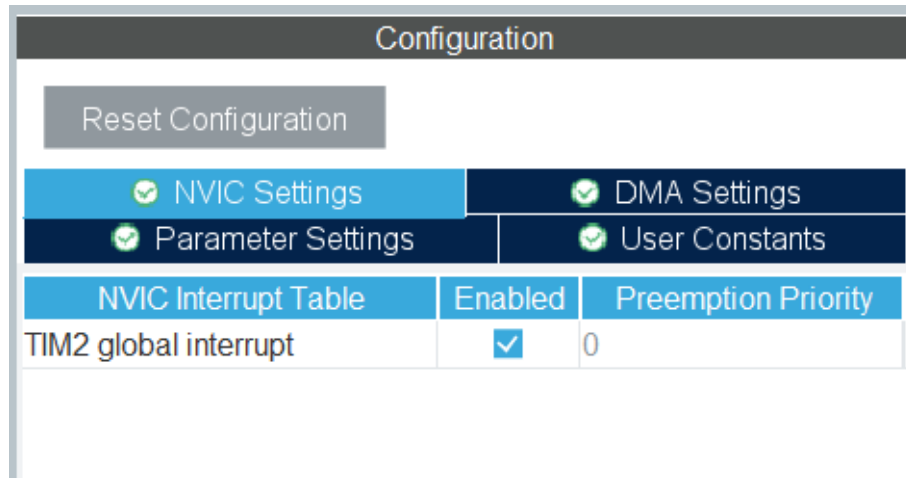 Configuration
Reset Configuration
NVIC Settings DMA Settings
Parameter Settings User Constants
NVIC Interrupt Table Enabled Preemption Priority
TIM2 global interrupt 0